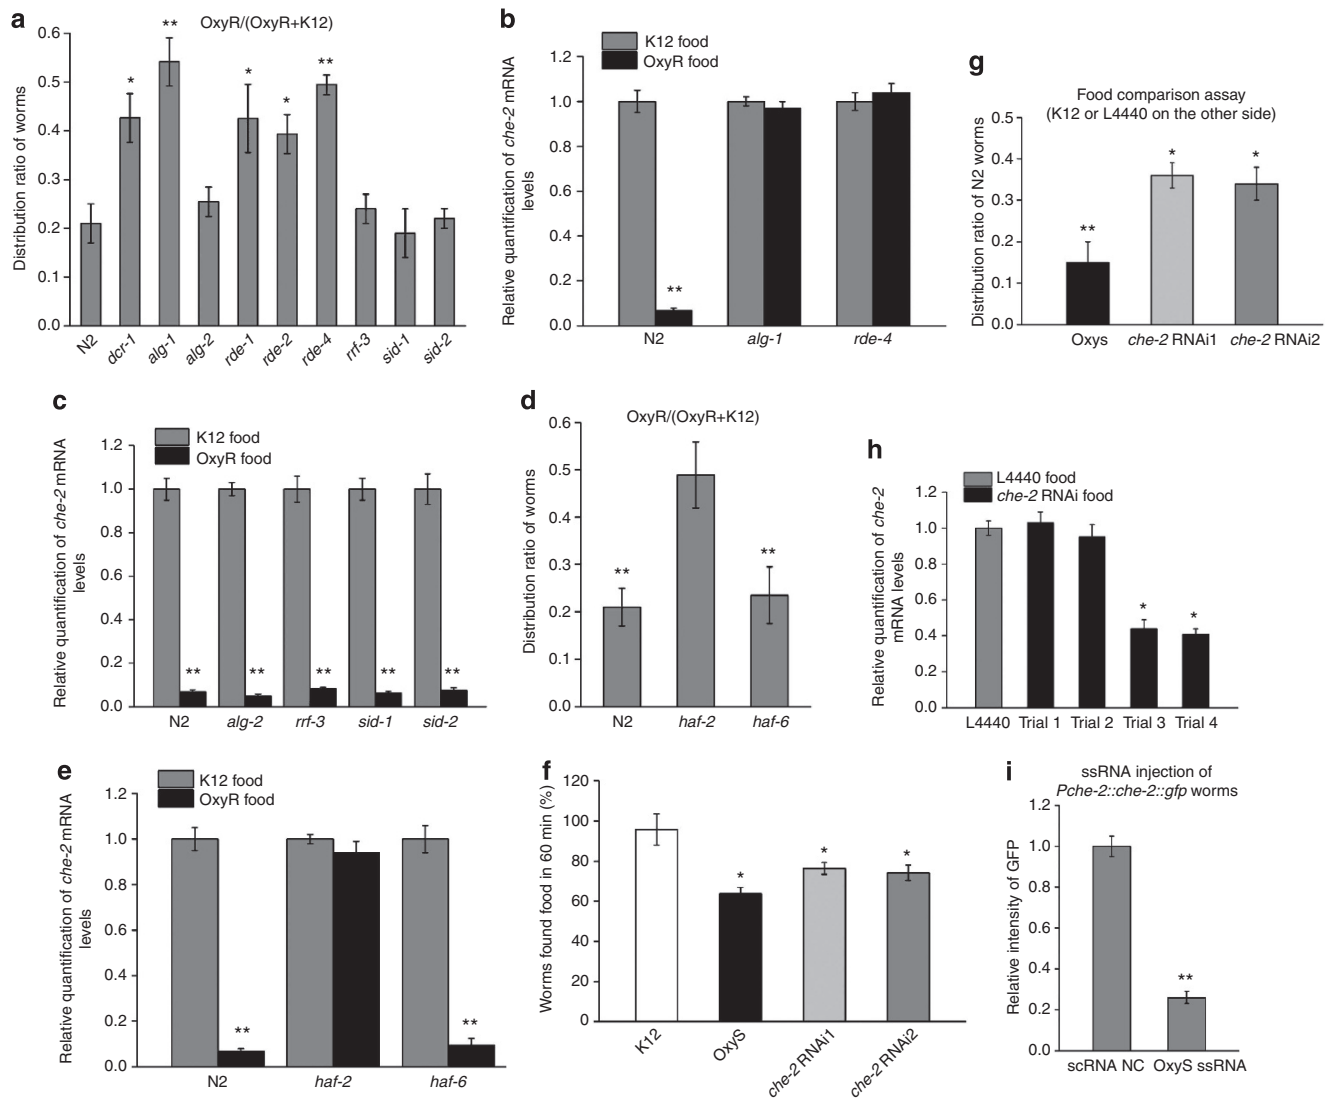 a
OxyR/(OxyR+K12)
Distribution ratio of worms
0.6
0.5
0.4
0.3
0.2
0.1
0.0
*
**
*
*
**
N2
dcr-1
alg-1
alg-2
rde-1
rde-2
rde-4
rrf-3
sid-1
sid-2
b
K12 food
OxyR food
Relative quantification of che-2 mRNA
levels
1.2
1.0
0.8
0.6
0.4
0.2
0.0
**
N2
alg-1
rde-4
g
Food comparison assay
(K12 or L4440 on the other side)
Distribution ratio of N2 worms
0.5
0.4
0.3
0.2
0.1
0.0
**
*
*
Oxys
che-2 RNAi1
che-2 RNAi2
c
K12 food
OxyR food
Relative quantification of che-2 mRNA
levels
1.2
1.0
0.8
0.6
0.4
0.2
0.0
**
**
**
**
**
N2
alg-2
rrf-3
sid-1
sid-2
d
OxyR/(OxyR+K12)
Distribution ratio of worms
0.6
0.5
0.4
0.3
0.2
0.1
0.0
**
**
N2
haf-2
haf-6
h
L4440 food
che-2 RNAi food
Relative quantification of che-2
mRNA levels
1.2
1.0
0.8
0.6
0.4
0.2
0.0
*
*
L4440
Trial 1
Trial 2
Trial 3
Trial 4
e
K12 food
OxyR food
Relative quantification of che-2 mRNA
levels
1.2
1.0
0.8
0.6
0.4
0.2
0.0
**
**
N2
haf-2
haf-6
f
Worms found food in 60 min (%)
120
100
80
60
40
20
0
*
*
*
K12
OxyS
che-2 RNAi1
che-2 RNAi2
i
ssRNA injection of
Pche-2::che-2::gfp worms
Relative intensity of GFP
1.2
1.0
0.8
0.6
0.4
0.2
0.0
**
scRNA NC
OxyS ssRNA